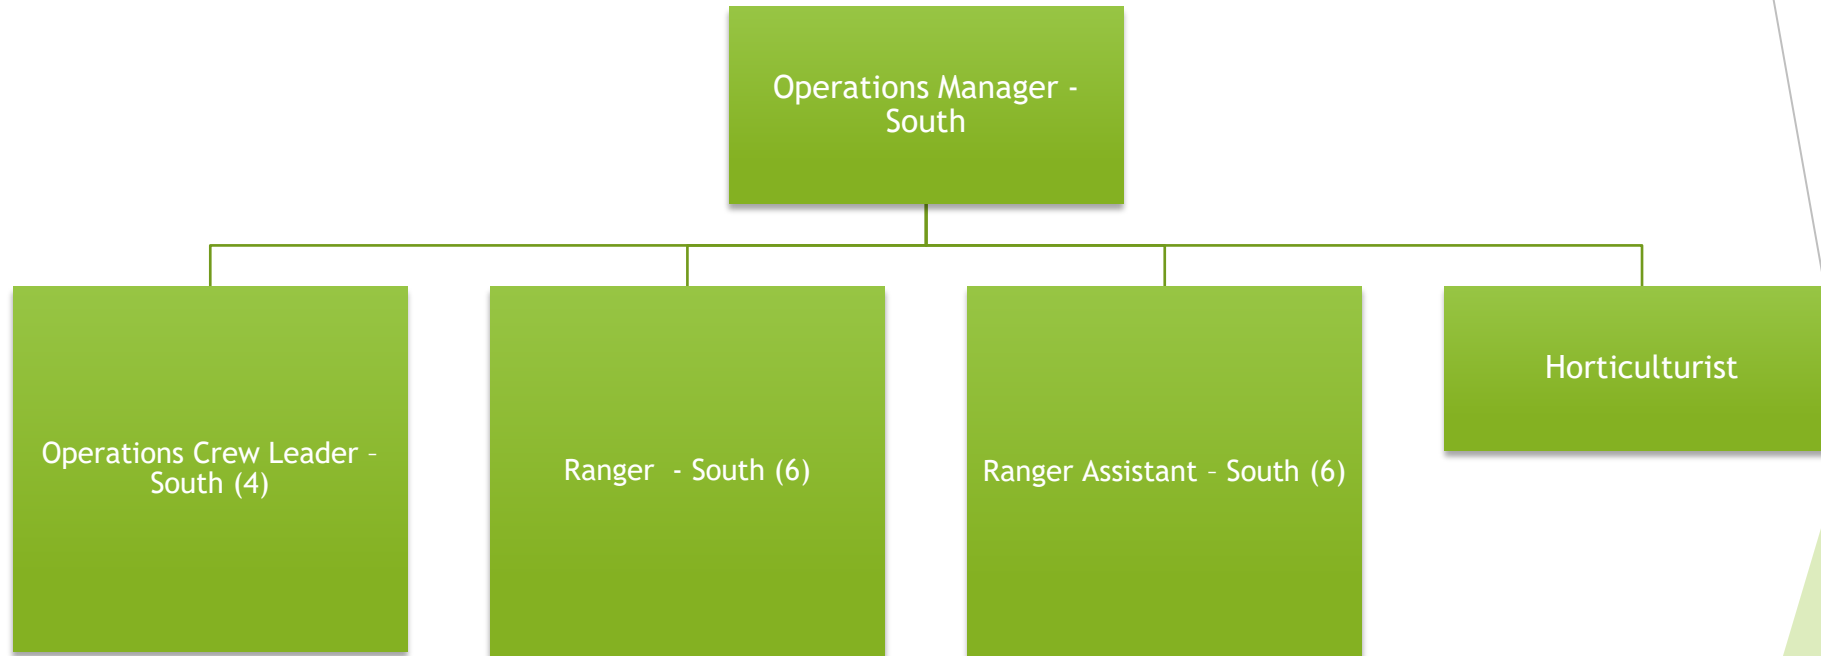 Operations Manager -
South
Operations Crew Leader –
South (4)
Ranger  - South (6)
Ranger Assistant – South (6)
Horticulturist